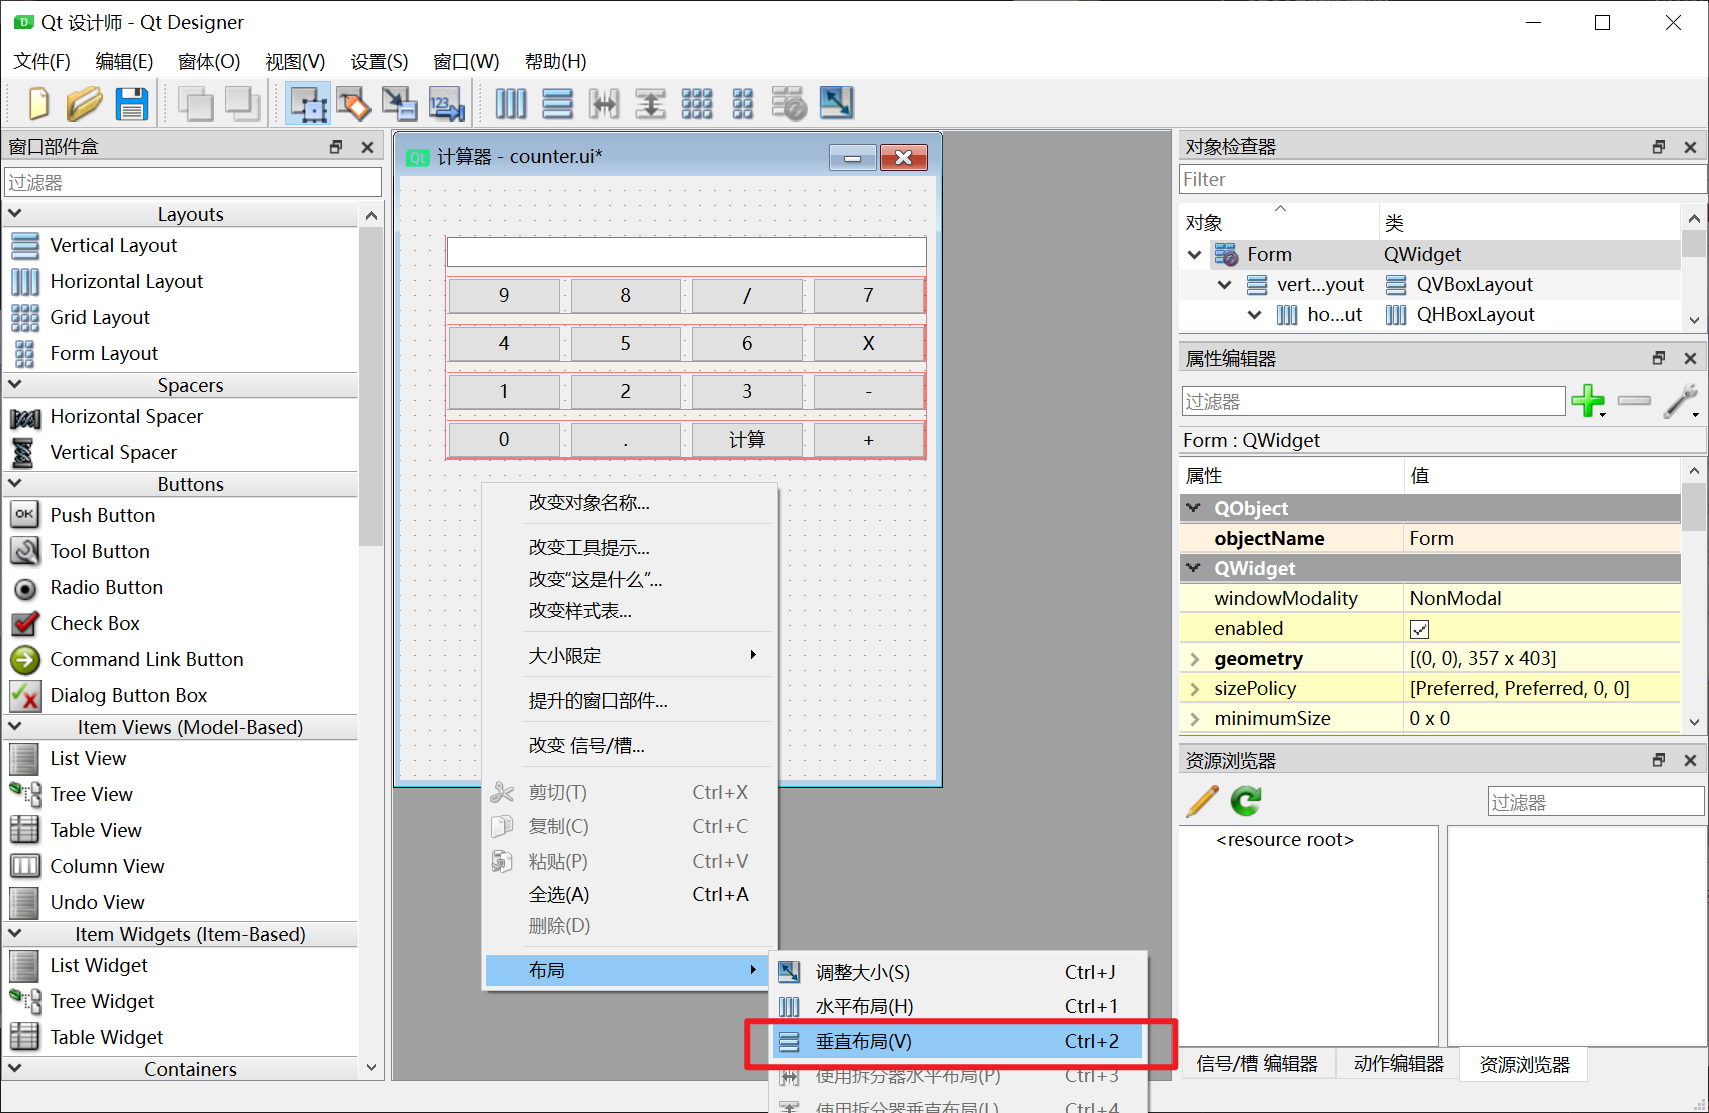 Qt 设计师 - Qt Designer
文件(F) 编辑(E) 窗体(O) 视图(V) 设置(S) 窗口(W) 帮助(H)
窗口部件盒
过滤器
Layouts
Vertical Layout
Horizontal Layout
Grid Layout
Form Layout
Spacers
Horizontal Spacer
Vertical Spacer
Buttons
OK Push Button
Tool Button
Radio Button
Check Box
Command Link Button
Dialog Button Box
Item Views (Model-Based)
List View
Tree View
Table View
Column View
Undo View
Item Widgets (Item-Based)
List Widget
Tree Widget
Table Widget
Containers
计算器 - counter.ui*
9 8 / 7
4 5 6 X
1 2 3 -
0 . 计算 +
改变对象名称...
改变工具提示...
改变“这是什么”...
改变样式表...
大小限定
提升的窗口部件...
改变 信号/槽...
剪切(T) Ctrl+X
复制(C) Ctrl+C
粘贴(P) Ctrl+V
全选(A) Ctrl+A
删除(D)
布局
调整大小(S) Ctrl+J
水平布局(H) Ctrl+1
垂直布局(V) Ctrl+2
使用拆分器水平布局(P) Ctrl+3
使用拆分器垂直布局(L) Ctrl+4
对象检查器
Filter
对象 类
Form QWidget
vert...yout QVBoxLayout
ho...ut QHBoxLayout
属性编辑器
过滤器
Form : QWidget
属性 值
QObject
objectName Form
QWidget
windowModality NonModal
enabled
geometry [(0, 0), 357 x 403]
sizePolicy [Preferred, Preferred, 0, 0]
minimumSize 0 x 0
资源浏览器
过滤器
<resource root>
信号/槽 编辑器 动作编辑器 资源浏览器